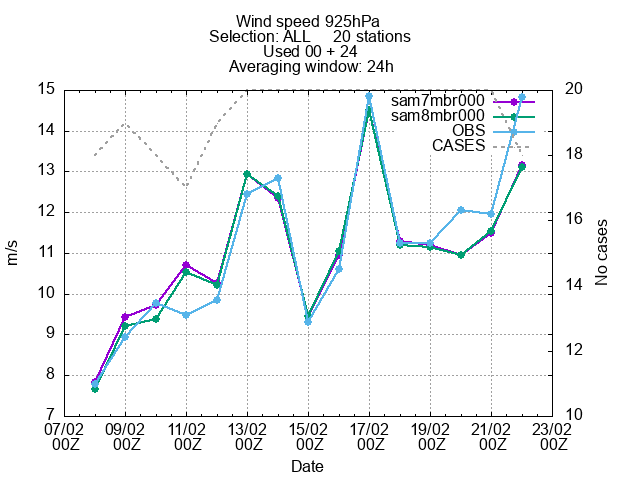 Wind speed 925hPa
Selection: ALL 20 stations
Used 00 + 24
Averaging window: 24h
15
14
13
12
11
10
9
8
7
m/s
20
18
16
14
12
10
No cases
sam7mbr000
sam8mbr000
OBS
CASES
07/02 09/02 11/02 13/02 15/02 17/02 19/02 21/02 23/02
00Z 00Z 00Z 00Z 00Z 00Z 00Z 00Z 00Z
Date